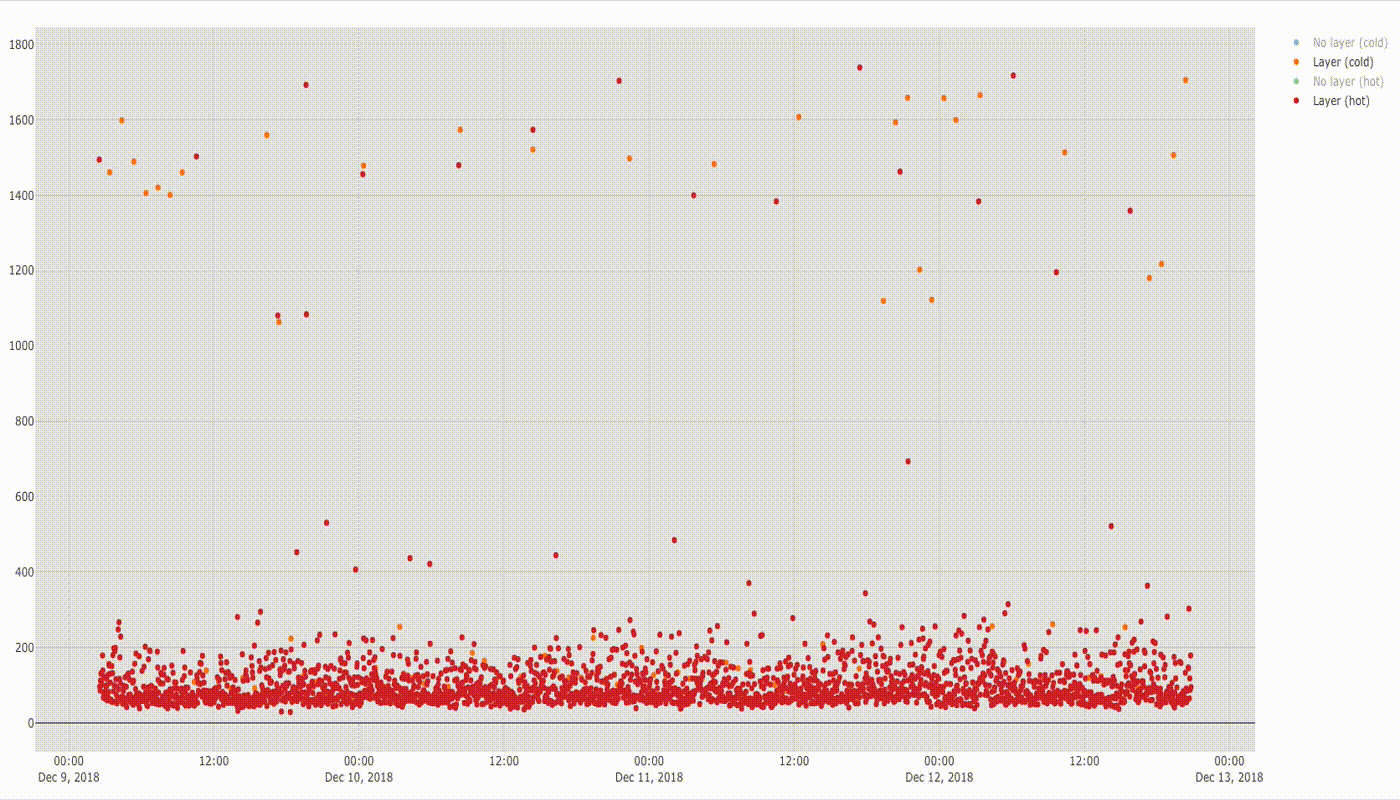 1800
1600
1400
1200
1000
800
600
400
200
0
00:00 12:00 00:00 12:00 00:00 12:00 00:00 12:00 00:00
Dec 9, 2018 Dec 10, 2018 Dec 11, 2018 Dec 12, 2018 Dec 13, 2018
No layer (cold)
Layer (cold)
No layer (hot)
Layer (hot)